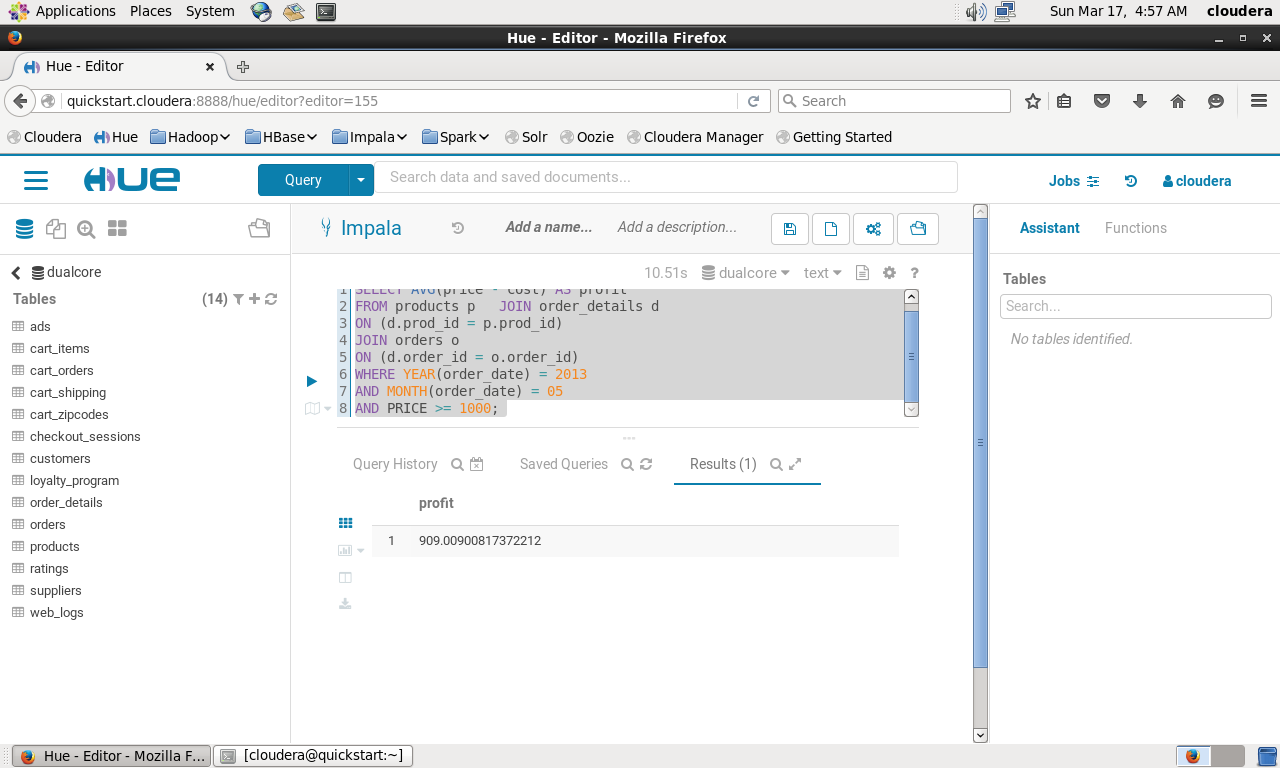 Applications Places System Sun Mar 17, 4:57 AM cloudera
Hue - Editor - Mozilla Firefox
Hue - Editor
quickstart.cloudera:8888/hue/editor?editor=155 Search
Cloudera Hue Hadoop HBase Impala Spark Solr Oozie Cloudera Manager Getting Started
HUE Query Search data and saved documents... Jobs cloudera
Impala Add a name... Add a description... Assistant Functions
dualcore 10.51s dualcore text ?
Tables (14)
ads
cart_items
cart_orders
cart_shipping
cart_zipcodes
checkout_sessions
customers
loyalty_program
order_details
orders
products
ratings
suppliers
web_logs
1 SELECT AVG(price - cost) AS profit
2 FROM products p JOIN order_details d
3 ON (d.prod_id = p.prod_id)
4 JOIN orders o
5 ON (d.order_id = o.order_id)
6 WHERE YEAR(order_date) = 2013
7 AND MONTH(order_date) = 05
8 AND PRICE >= 1000;
Query History Saved Queries Results (1)
profit
1 909.00900817372212
Tables
Search...
No tables identified.
Hue - Editor - Mozilla F... [cloudera@quickstart:~]